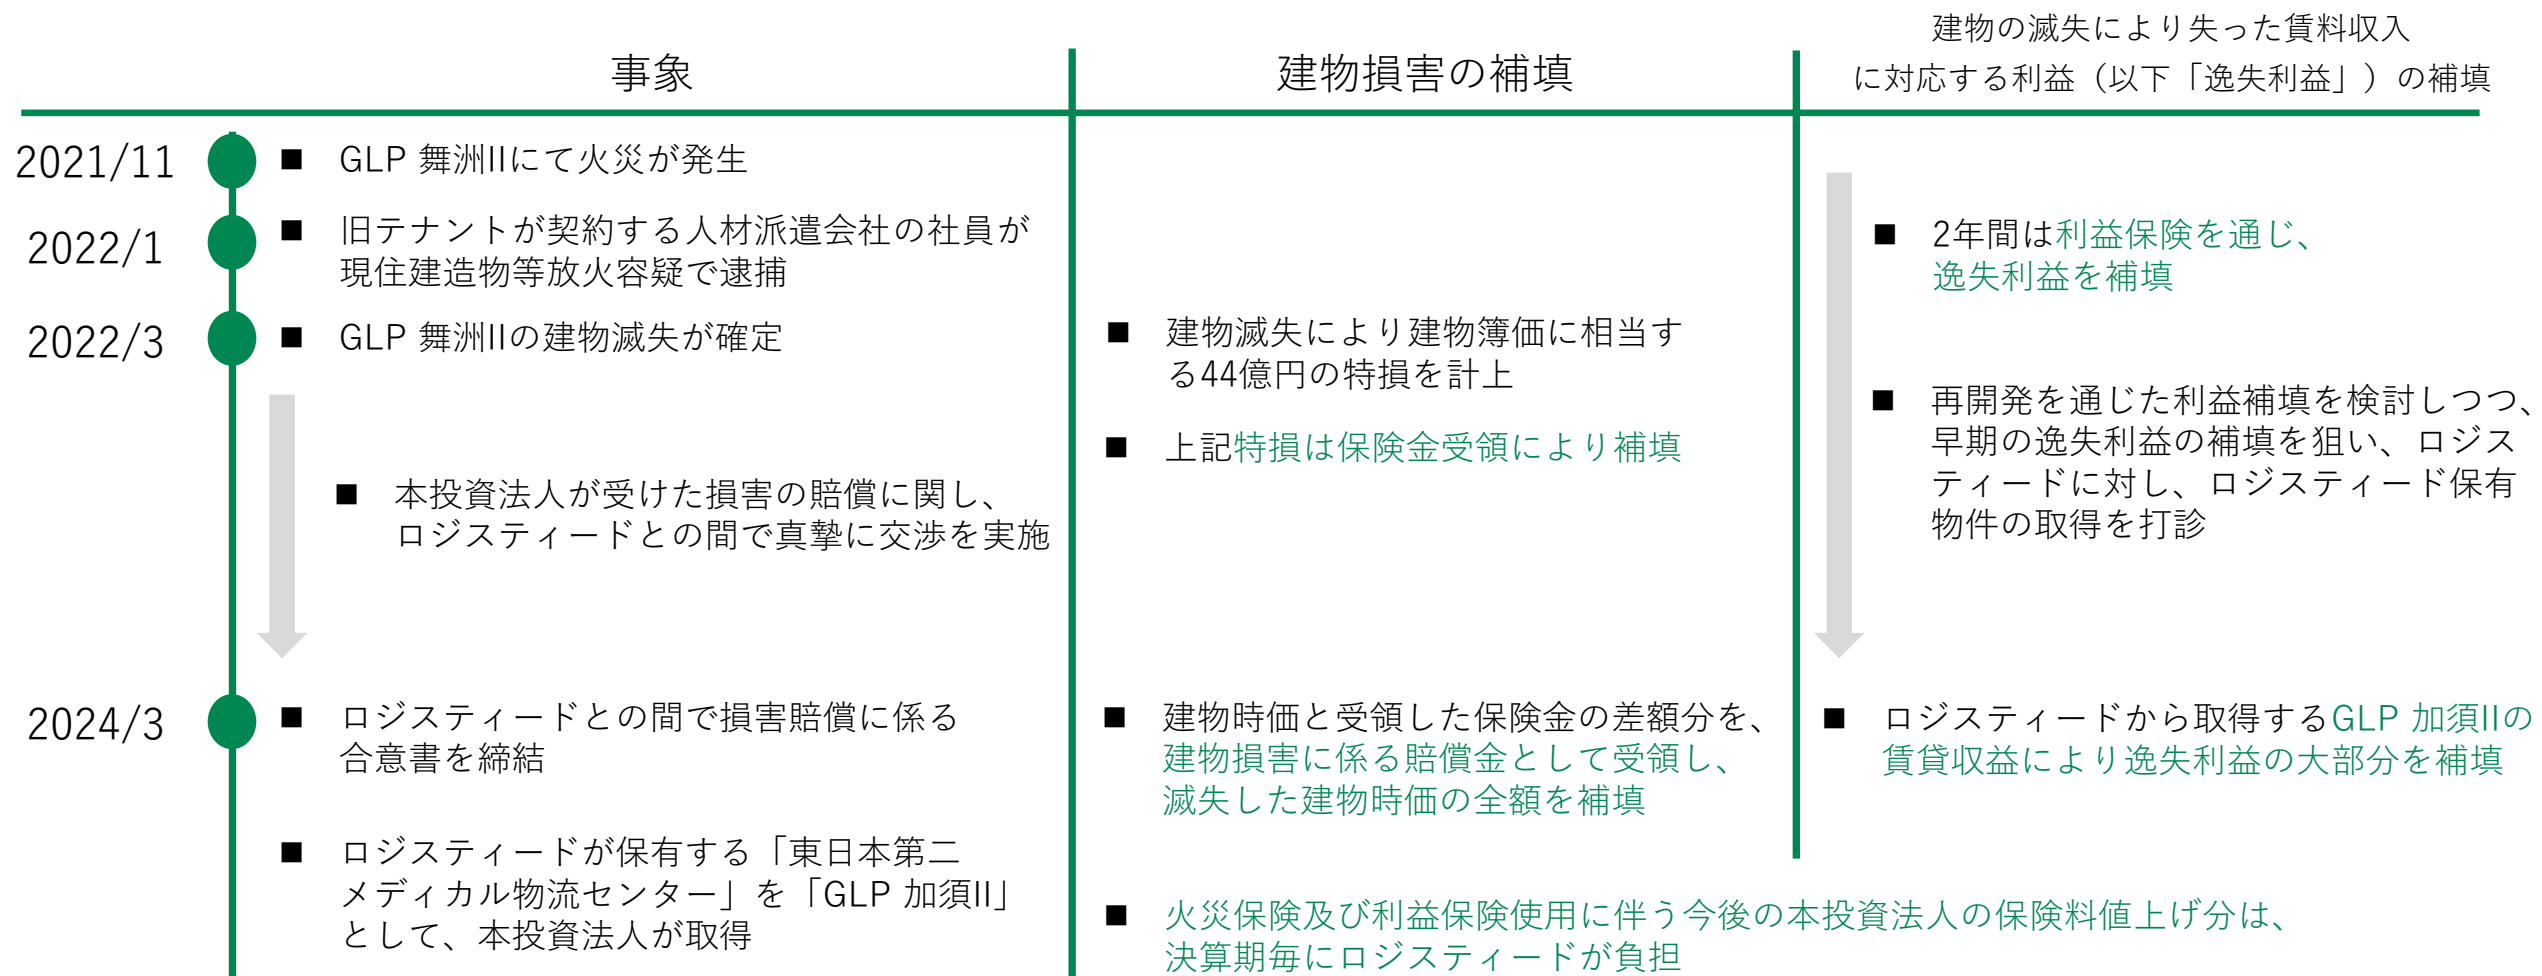 事象
建物損害の補填
建物の滅失により失った賃料収入
に対応する利益（以下「逸失利益」）の補填
2021/11
■ GLP 舞洲IIにて火災が発生
2022/1
■ 旧テナントが契約する人材派遣会社の社員が
現住建造物等放火容疑で逮捕
2022/3
■ GLP 舞洲IIの建物滅失が確定
■ 本投資法人が受けた損害の賠償に関し、
ロジスティードとの間で真摯に交渉を実施
2024/3
■ ロジスティードとの間で損害賠償に係る
合意書を締結
■ ロジスティードが保有する「東日本第二
メディカル物流センター」を「GLP 加須II」
として、本投資法人が取得
■ 建物滅失により建物簿価に相当す
る44億円の特損を計上
■ 上記特損は保険金受領により補填
■ 建物時価と受領した保険金の差額分を、
建物損害に係る賠償金として受領し、
滅失した建物時価の全額を補填
■ 2年間は利益保険を通じ、
逸失利益を補填
■ 再開発を通じた利益補填を検討しつつ、
早期の逸失利益の補填を狙い、ロジス
ティードに対し、ロジスティード保有
物件の取得を打診
■ ロジスティードから取得するGLP 加須IIの
賃貸収益により逸失利益の大部分を補填
■ 火災保険及び利益保険使用に伴う今後の本投資法人の保険料値上げ分は、
決算期毎にロジスティードが負担